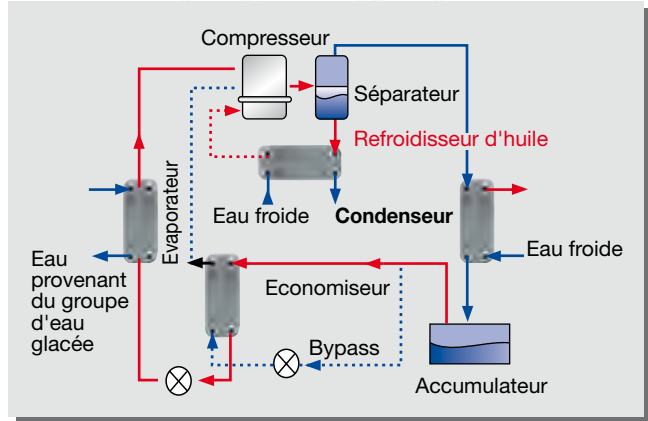 Compresseur
Séparateur
Refroidisseur d'huile
Evaporateur
Eau froide
Condenseur
Eau froide
Eau
provenant
du groupe
d'eau
glacée
Economiseur
Bypass
Accumulateur